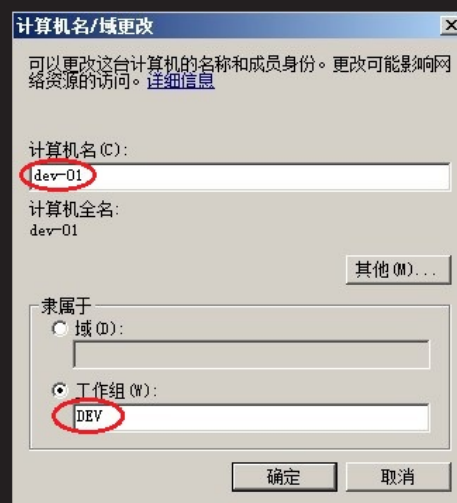 计算机名/域更改
可以更改这台计算机的名称和成员身份。更改可能影响网
络资源的访问。详细信息
计算机名(C):
dev-01
计算机全名:
dev-01
其他(M)...
隶属于
域(D):
工作组(W):
DEV
确定 取消